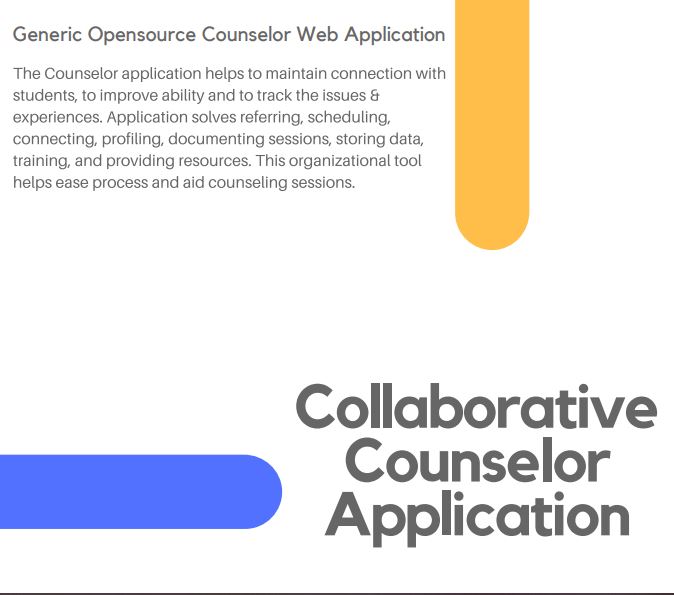 Generic Opensource Counselor Web Application
The Counselor application helps to maintain connection with
students, to improve ability and to track the issues &
experiences. Application solves referring, scheduling,
connecting, profiling, documenting sessions, storing data,
training, and providing resources. This organizational tool
helps ease process and aid counseling sessions.
Collaborative
Counselor
Application